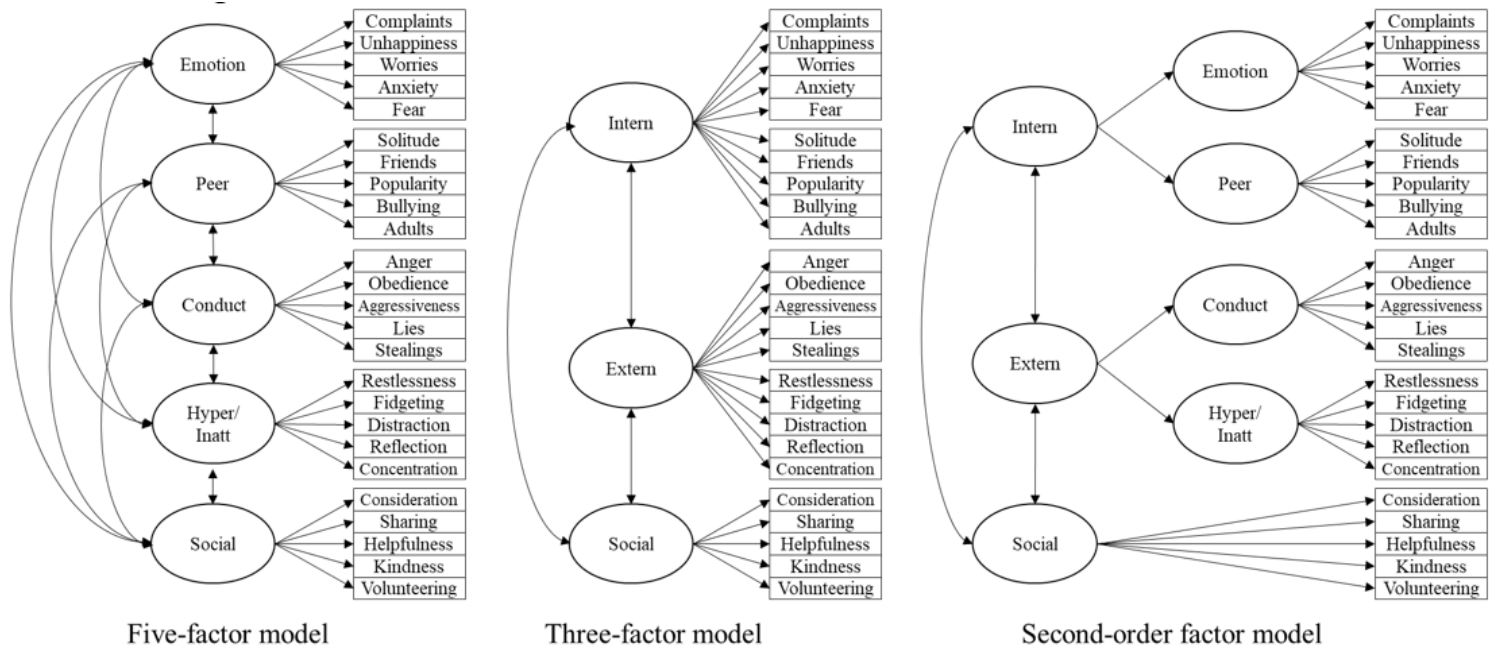 Emotion
Complaints
Unhappiness
Worries
Anxiety
Fear
Peer
Solitude
Friends
Popularity
Bullying
Adults
Conduct
Anger
Obedience
Aggressiveness
Lies
Stealings
Hyper/
Inatt
Restlessness
Fidgeting
Distraction
Reflection
Concentration
Social
Consideration
Sharing
Helpfulness
Kindness
Volunteering
Five-factor model
Intern
Complaints
Unhappiness
Worries
Anxiety
Fear
Solitude
Friends
Popularity
Bullying
Adults
Extern
Anger
Obedience
Aggressiveness
Lies
Stealings
Restlessness
Fidgeting
Distraction
Reflection
Concentration
Social
Consideration
Sharing
Helpfulness
Kindness
Volunteering
Three-factor model
Intern
Emotion
Complaints
Unhappiness
Worries
Anxiety
Fear
Peer
Solitude
Friends
Popularity
Bullying
Adults
Extern
Conduct
Anger
Obedience
Aggressiveness
Lies
Stealings
Hyper/
Inatt
Restlessness
Fidgeting
Distraction
Reflection
Concentration
Social
Consideration
Sharing
Helpfulness
Kindness
Volunteering
Second-order factor model